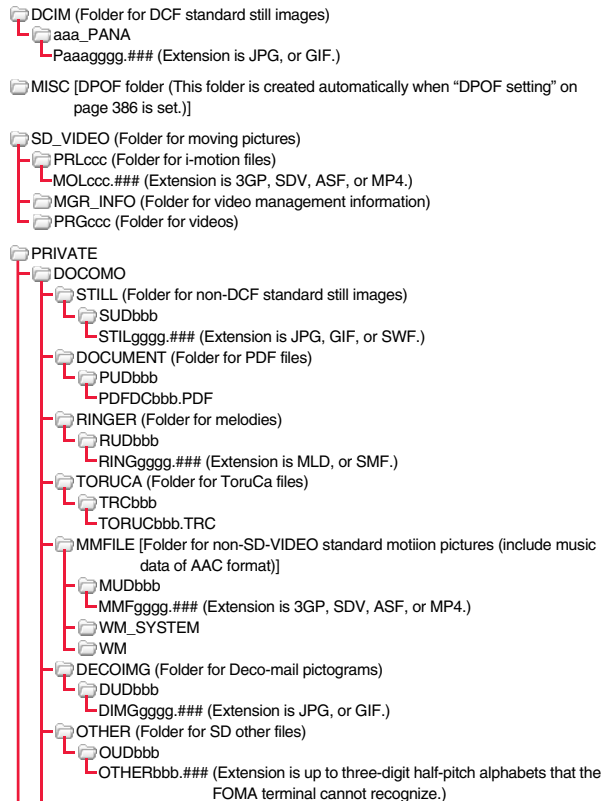 DCIM (Folder for DCF standard still images)
aaa_PANA
Paaagggg.### (Extension is JPG, or GIF.)
MISC [DPOF folder (This folder is created automatically when “DPOF setting” on
page 386 is set.)]
SD_VIDEO (Folder for moving pictures)
PRLccc (Folder for i-motion files)
MOLccc.### (Extension is 3GP, SDV, ASF, or MP4.)
MGR_INFO (Folder for video management information)
PRGccc (Folder for videos)
PRIVATE
DOCOMO
STILL (Folder for non-DCF standard still images)
SUDbbb
STILgggg.### (Extension is JPG, GIF, or SWF.)
DOCUMENT (Folder for PDF files)
PUDbbb
PDFDCbbb.PDF
RINGER (Folder for melodies)
RUDbbb
RINGgggg.### (Extension is MLD, or SMF.)
TORUCA (Folder for ToruCa files)
TRCbbb
TORUCbbb.TRC
MMFILE [Folder for non-SD-VIDEO standard motiion pictures (include music
data of AAC format)]
MUDbbb
MMFgggg.### (Extension is 3GP, SDV, ASF, or MP4.)
WM_SYSTEM
WM
DECOIMG (Folder for Deco-mail pictograms)
DUDbbb
DIMGgggg.### (Extension is JPG, or GIF.)
OTHER (Folder for SD other files)
OUDbbb
OTHERbbb.### (Extension is up to three-digit half-pitch alphabets that the
FOMA terminal cannot recognize.)